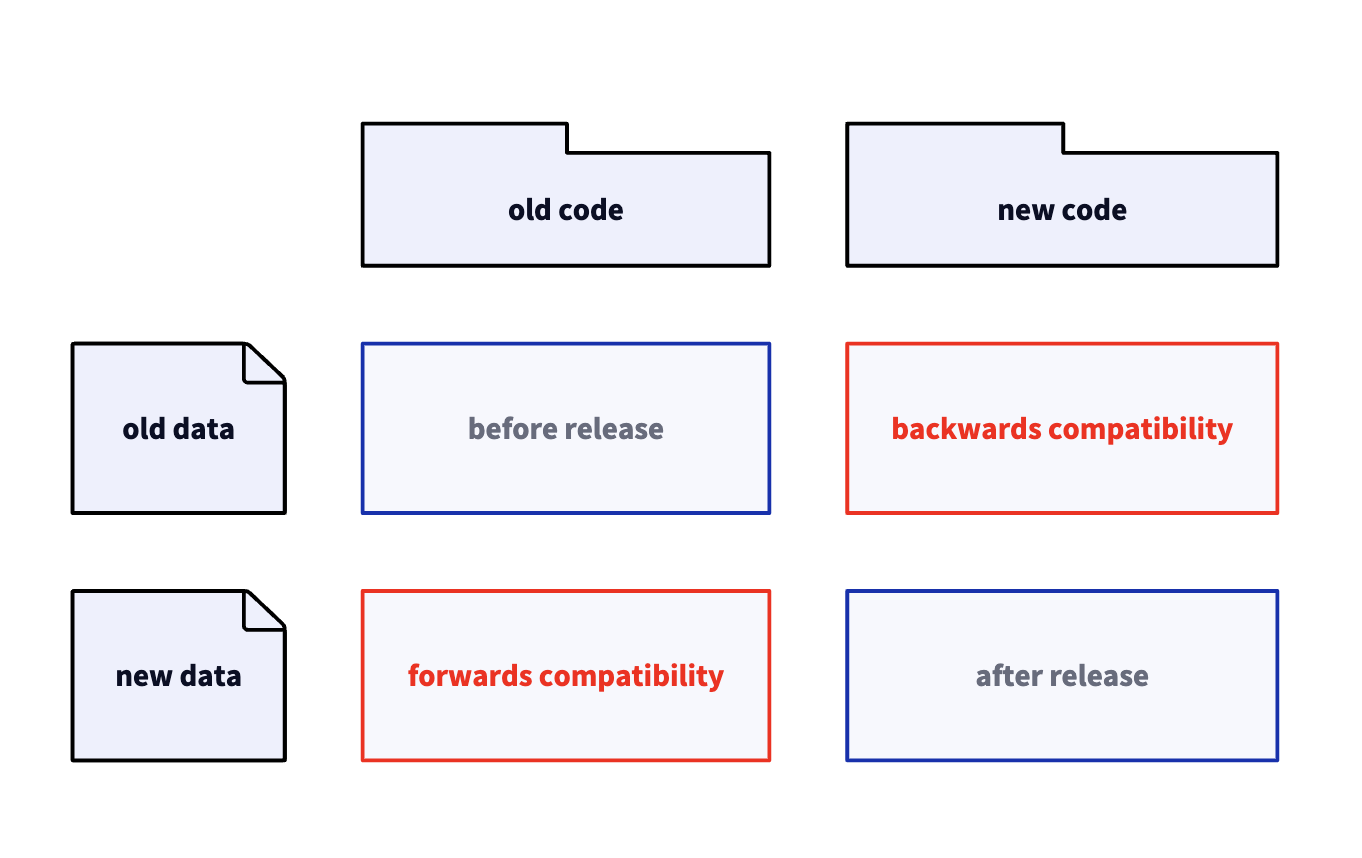 old code
new code
old data
before release
backwards compatibility
new data
forwards compatibility
after release